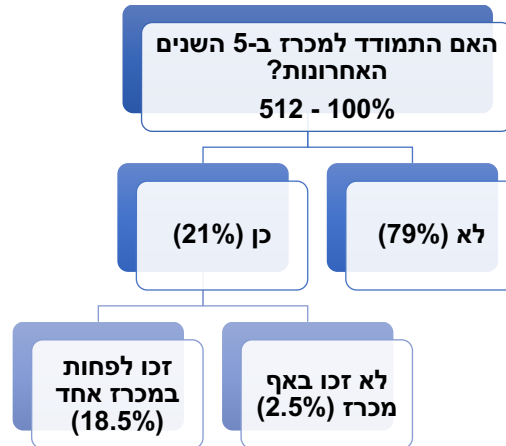 האם התמודד למכרז ב-5 השנים
האחרונות?
512 - 100%
לא (79%)
כן (21%)
לא זכו באף
מכרז (2.5%)
זכו לפחות
במכרז אחד
(18.5%)